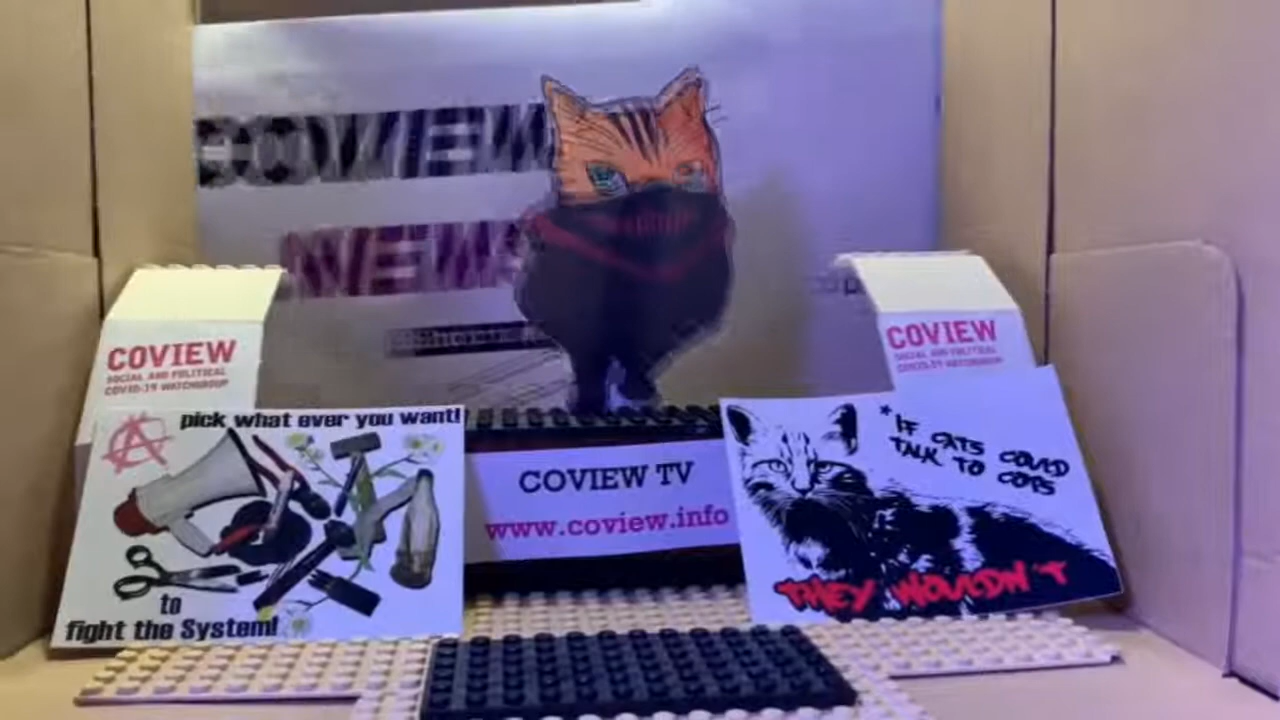 COVIEW
NEWS
COVIEW
SOCIAL AND POLITICAL
COVID-19 WATCHGROUP
COVIEW
SOCIAL AND POLITICAL
COVID-19 WATCHGROUP
pick what ever you want!
to
fight the System!
COVIEW TV
www.coview.info
*IF CATS COULD
TALK TO COPS
THEY WOULDN'T